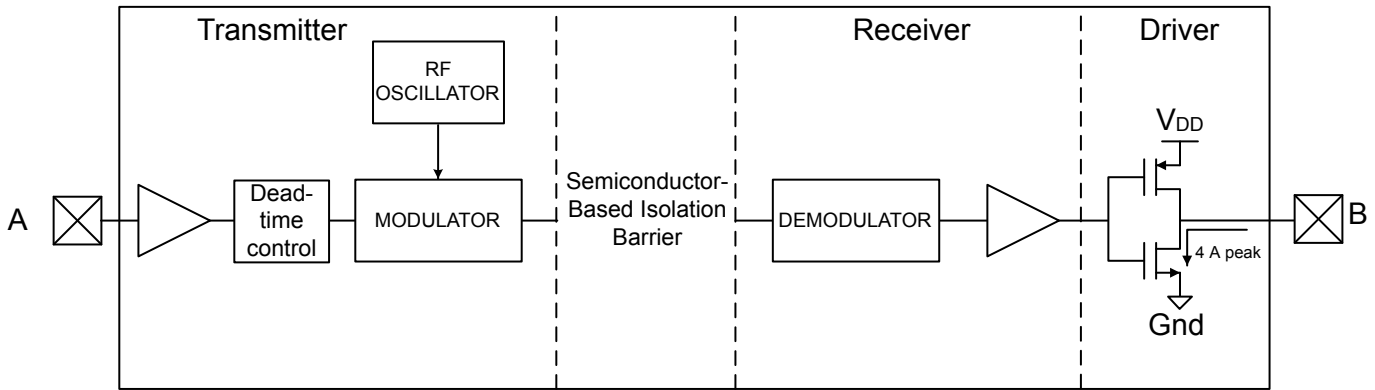 Transmitter
Receiver
Driver
RF
OSCILLATOR
VDD
A
Dead-
time
control
MODULATOR
Semiconductor-
Based Isolation
Barrier
DEMODULATOR
B
4 A peak
Gnd